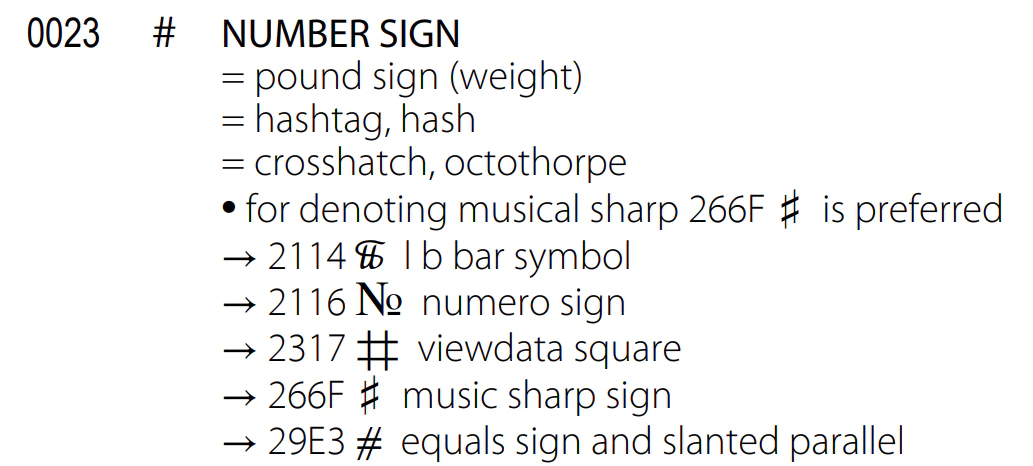 0023 # NUMBER SIGN
= pound sign (weight)
= hashtag, hash
= crosshatch, octothorpe
• for denoting musical sharp 266F ♯ is preferred
→ 2114 ℔ l b bar symbol
→ 2116 № numero sign
→ 2317 ⌗ viewdata square
→ 266F ♯ music sharp sign
→ 29E3 ⧣ equals sign and slanted parallel